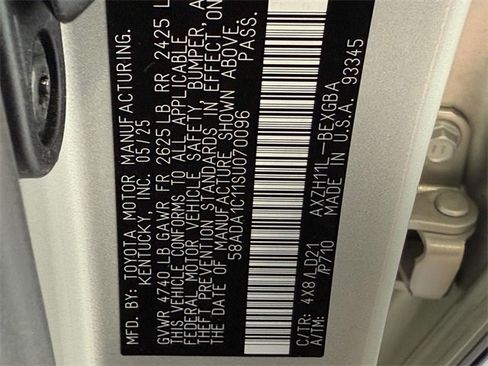 MFD. BY: TOYOTA MOTOR MANUFACTURING,
KENTUCKY, INC. 05/25
GVWR 4740 LB GAWR FR 2625 LB RR 2425 L
THIS VEHICLE CONFORMS TO ALL APPLICABLE
FEDERAL MOTOR VEHICLE SAFETY, BUMPER, A
THEFT PREVENTION STANDARDS IN EFFECT ON
DATE OF MANUFACTURE SHOWN ABOVE.
58ADA1C11SU070096 PASS.
C/TR: 4X8/LD21 AXZH11L-BEXGBA
A/TM: /P710 MADE IN U.S.A. 93345